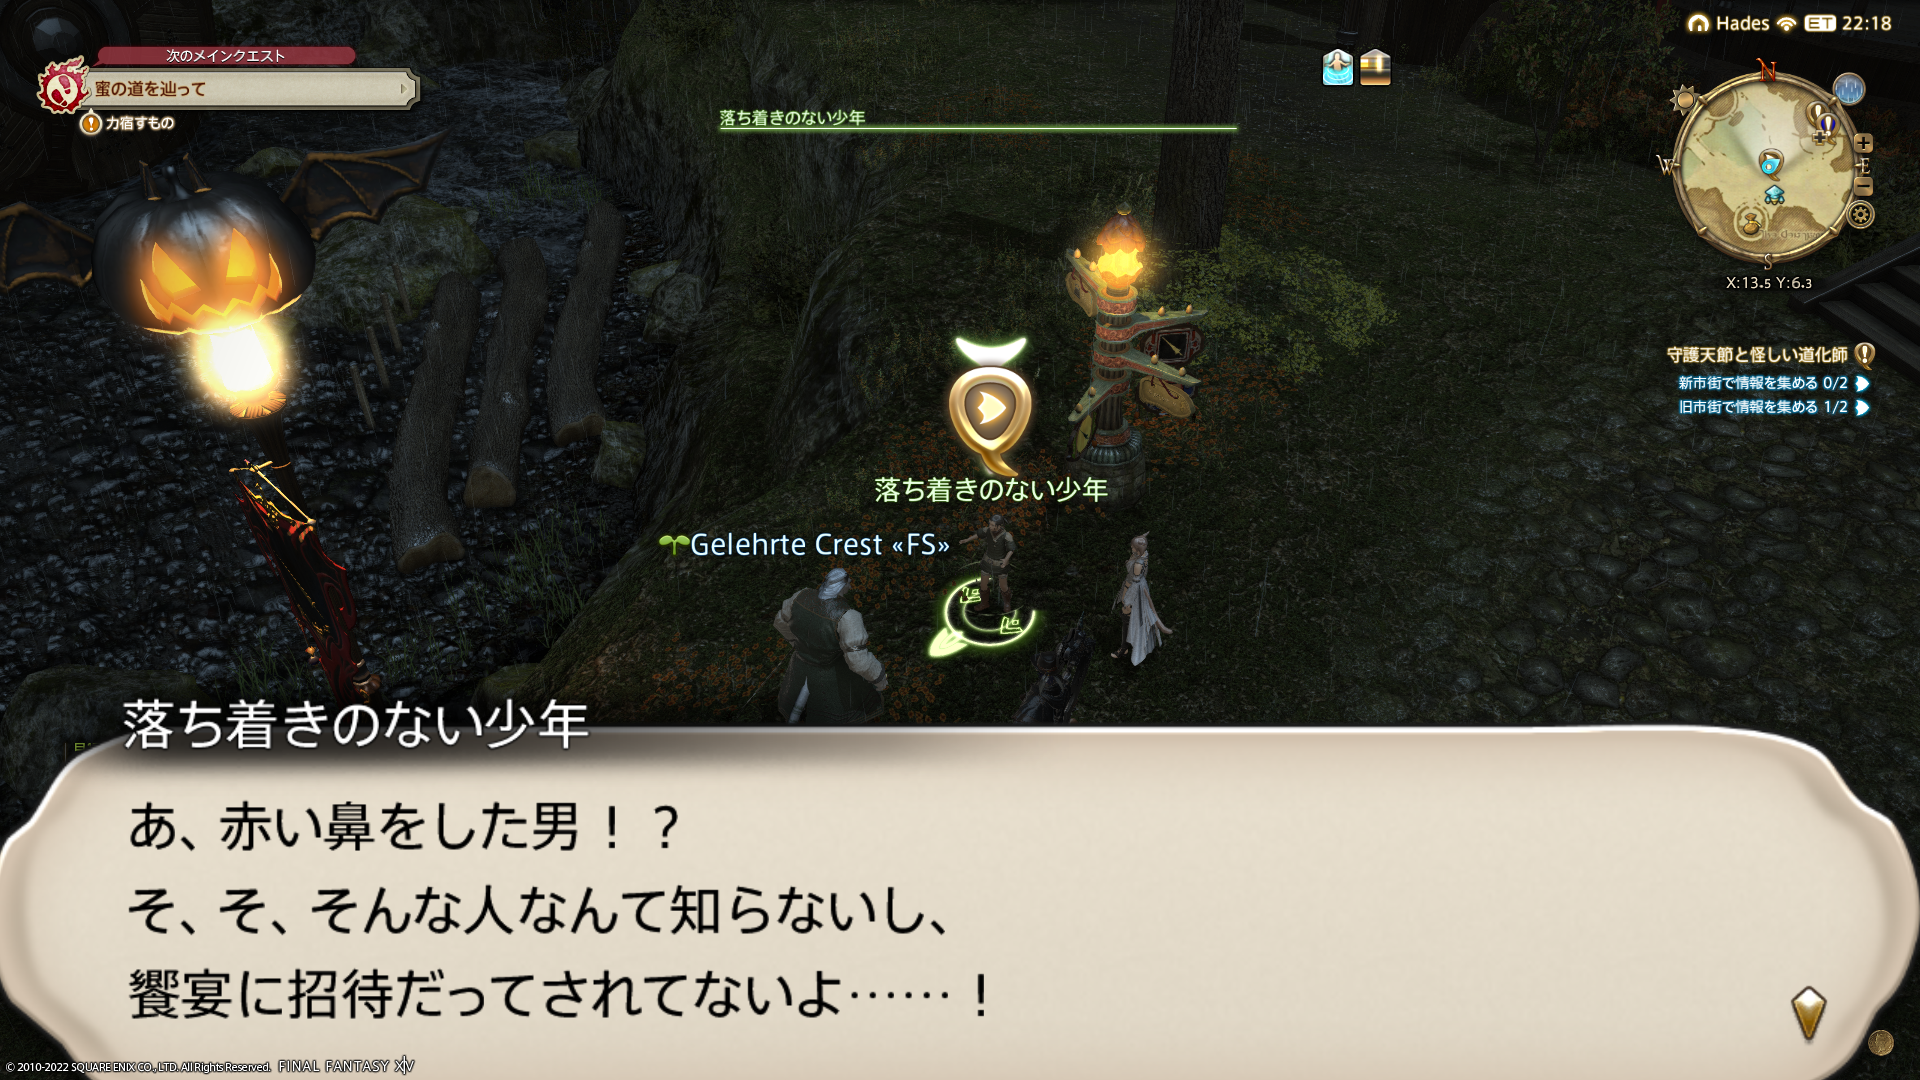 Hades ET 22:18
次のメインクエスト
蜜の道を辿って
力宿すもの
落ち着きのない少年
N
W
E
S
X:13.5 Y:6.3
守護天節と怪しい道化師
新市街で情報を集める 0/2
旧市街で情報を集める 1/2
落ち着きのない少年
Gelehrte Crest «FS»
落ち着きのない少年
あ、赤い鼻をした男！？
そ、そ、そんな人なんて知らないし、
饗宴に招待だってされてないよ……！
© 2010-2022 SQUARE ENIX CO., LTD. All Rights Reserved. FINAL FANTASY XIV